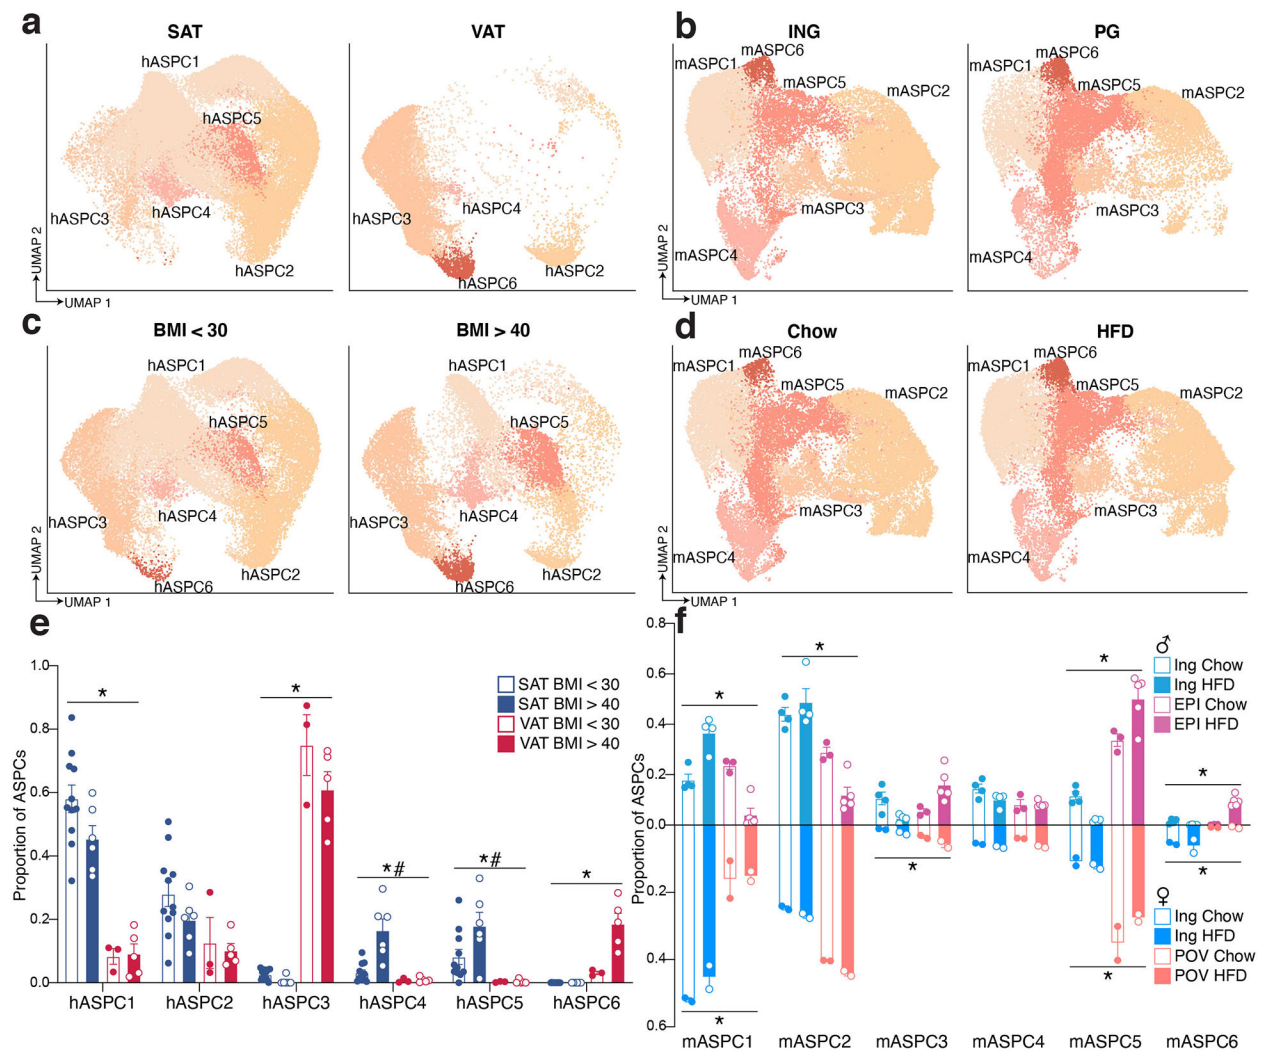 a
SAT
VAT
hASPC1
hASPC5
hASPC3
hASPC4
hASPC2
hASPC3
hASPC4
hASPC6
hASPC2
UMAP 2
UMAP 1
b
ING
PG
mASPC1
mASPC6
mASPC5
mASPC2
mASPC3
mASPC4
mASPC1
mASPC6
mASPC5
mASPC2
mASPC3
mASPC4
UMAP 2
UMAP 1
c
BMI < 30
BMI > 40
hASPC1
hASPC5
hASPC3
hASPC4
hASPC6
hASPC2
hASPC1
hASPC5
hASPC3
hASPC4
hASPC6
hASPC2
UMAP 2
UMAP 1
d
Chow
HFD
mASPC1
mASPC6
mASPC5
mASPC2
mASPC3
mASPC4
mASPC1
mASPC6
mASPC5
mASPC2
mASPC3
mASPC4
UMAP 2
UMAP 1
e
Proportion of ASPCs
1.0
0.8
0.6
0.4
0.2
0.0
*
*
*#
*#
*
SAT BMI < 30
SAT BMI > 40
VAT BMI < 30
VAT BMI > 40
hASPC1
hASPC2
hASPC3
hASPC4
hASPC5
hASPC6
f
Proportion of ASPCs
0.8
0.6
0.4
0.2
0.0
0.2
0.4
0.6
*
*
*
*
*
*
*
*
♂
Ing Chow
Ing HFD
EPI Chow
EPI HFD
♀
Ing Chow
Ing HFD
POV Chow
POV HFD
mASPC1
mASPC2
mASPC3
mASPC4
mASPC5
mASPC6